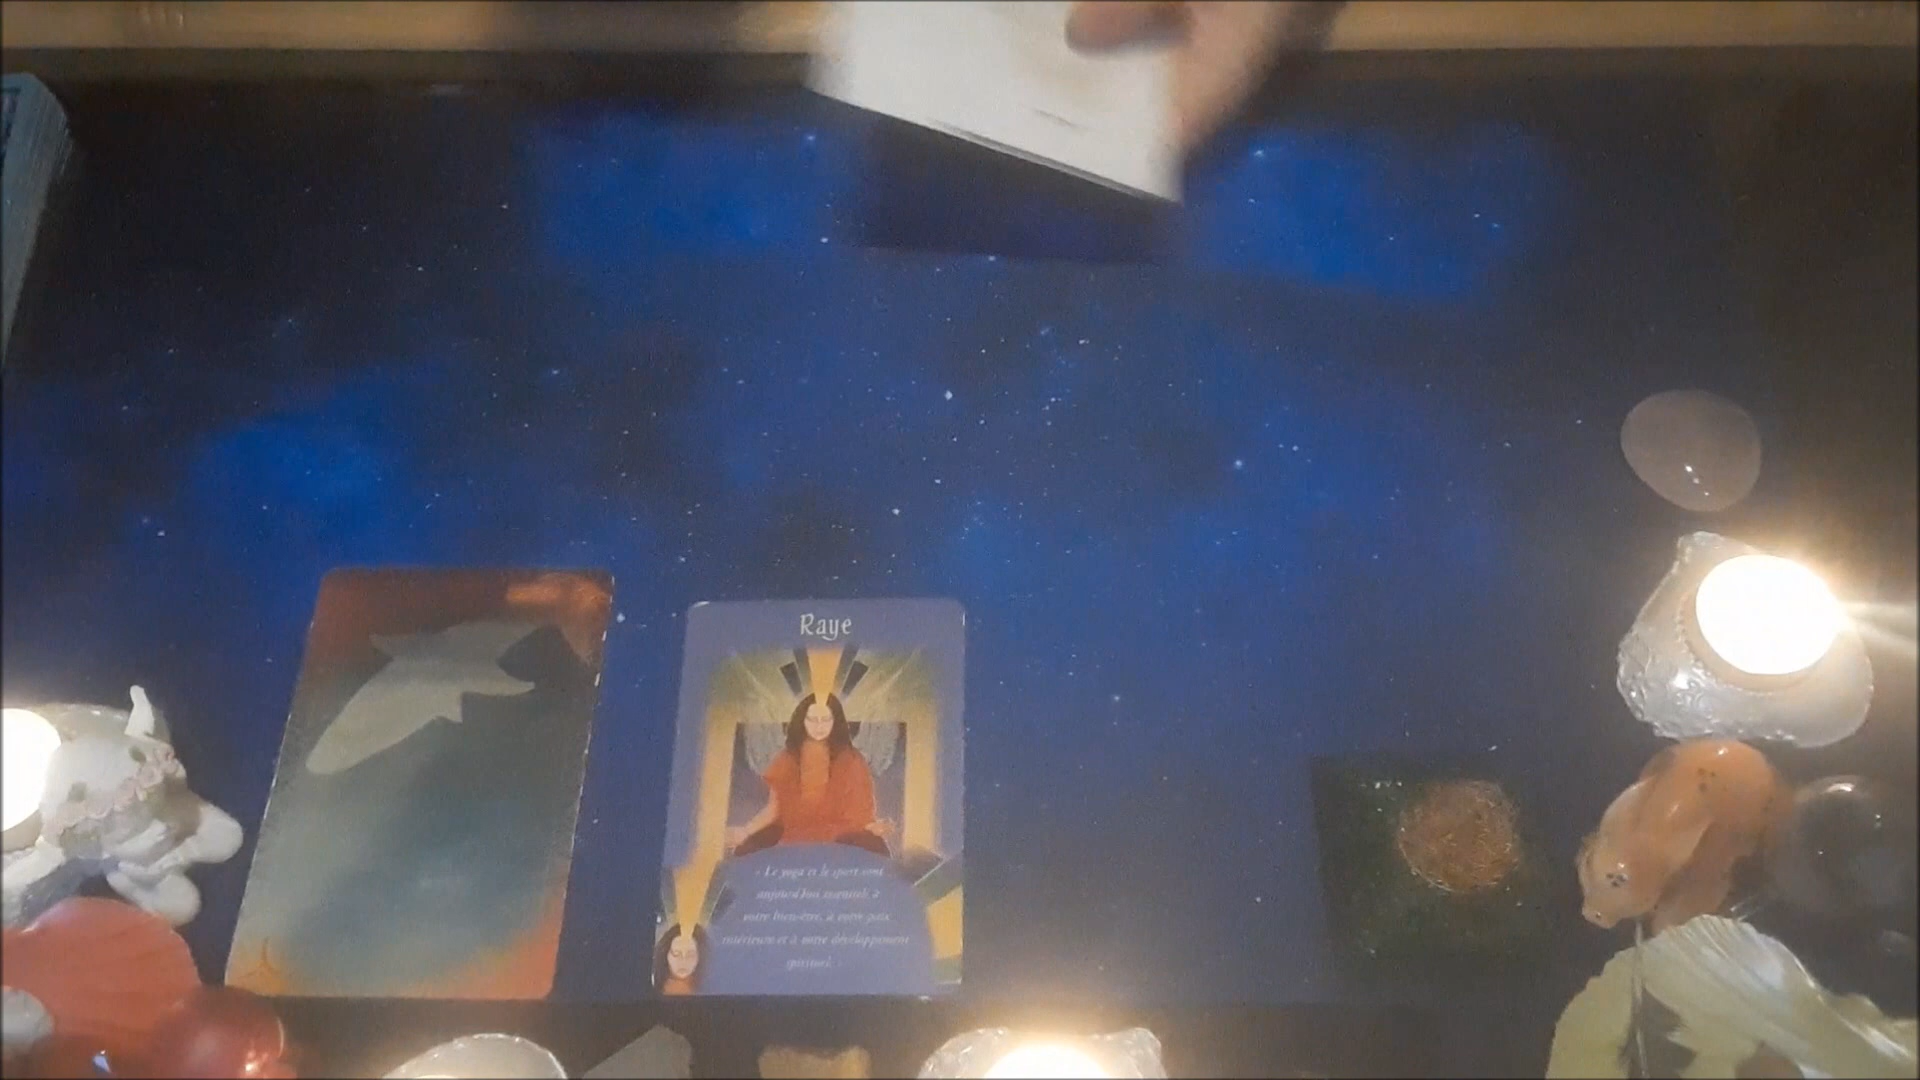 Raye
« Le yoga et le sport sont
aujourd'hui essentiels à
votre bien-être, à votre paix
intérieure et à votre développement
spirituel. »